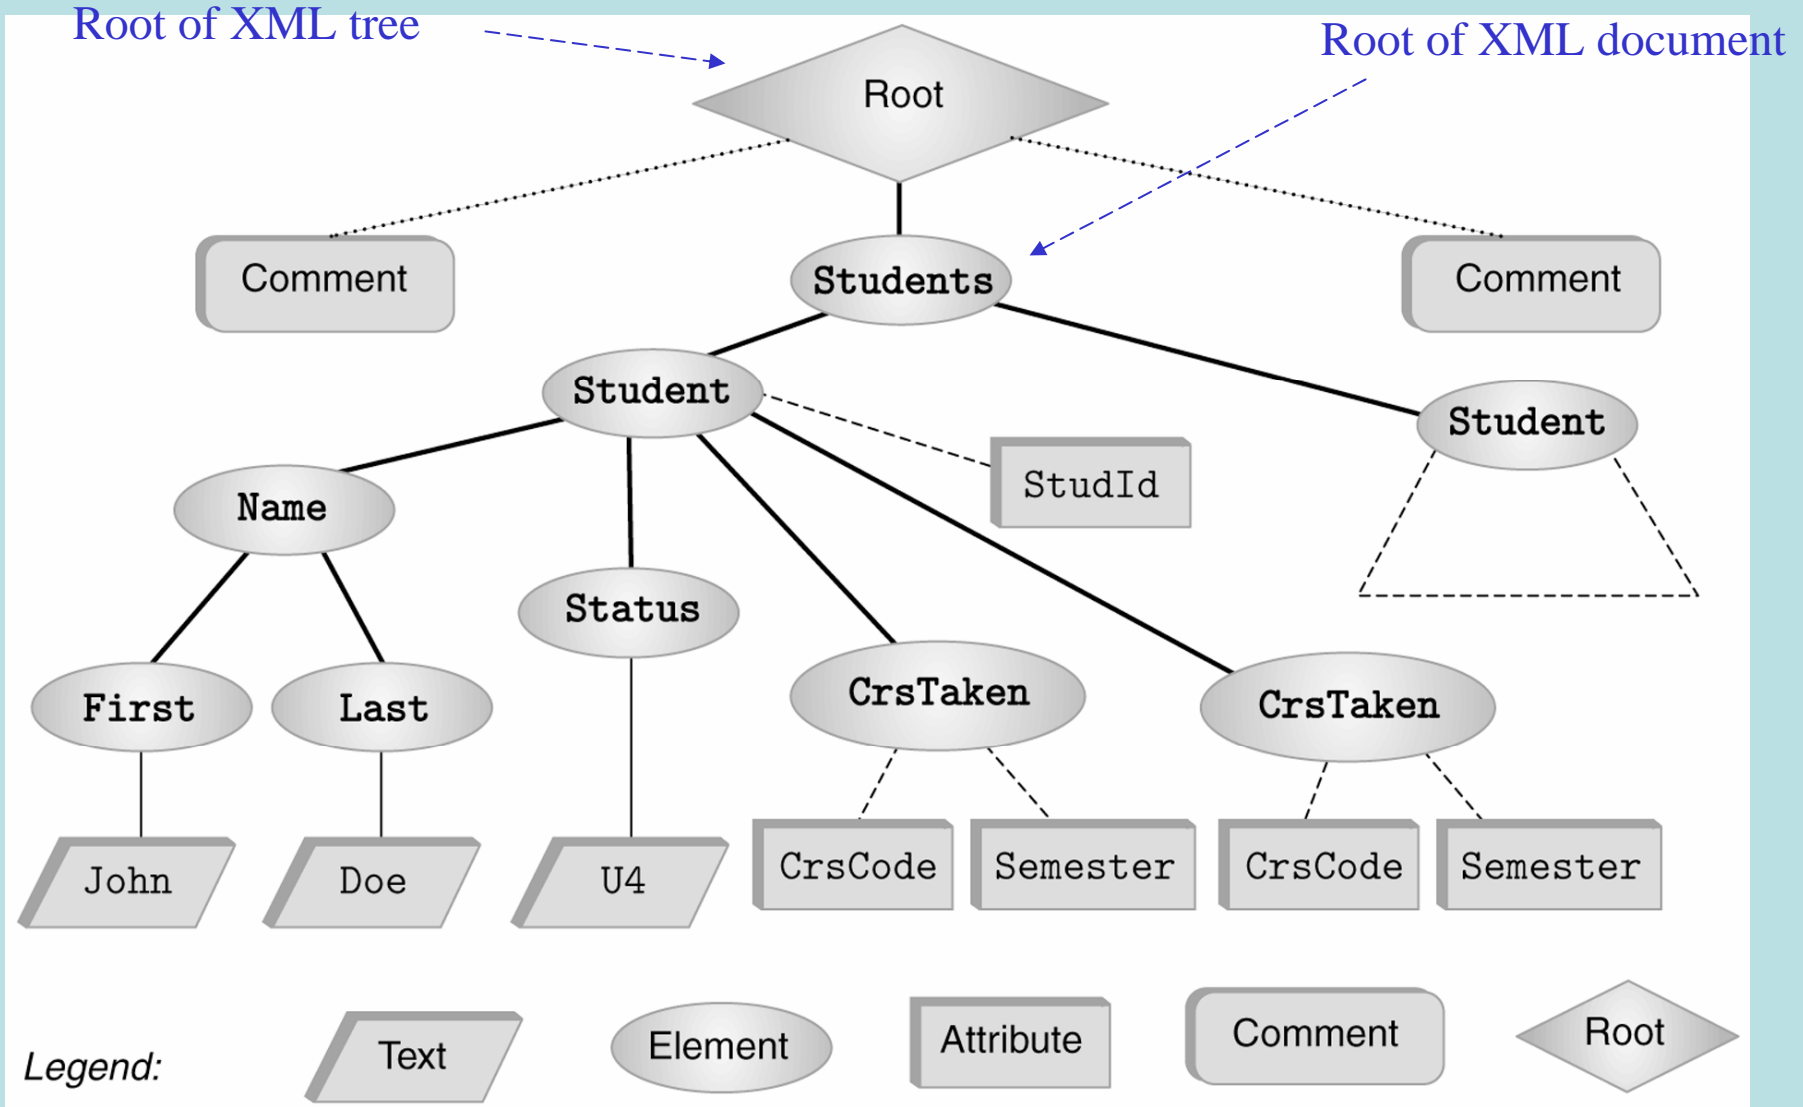 Root of XML tree
Root of XML document
Root
Comment
Students
Comment
Student
Student
StudId
Name
Status
First
Last
CrsTaken
CrsTaken
John
Doe
U4
CrsCode
Semester
CrsCode
Semester
Legend:
Text
Element
Attribute
Comment
Root